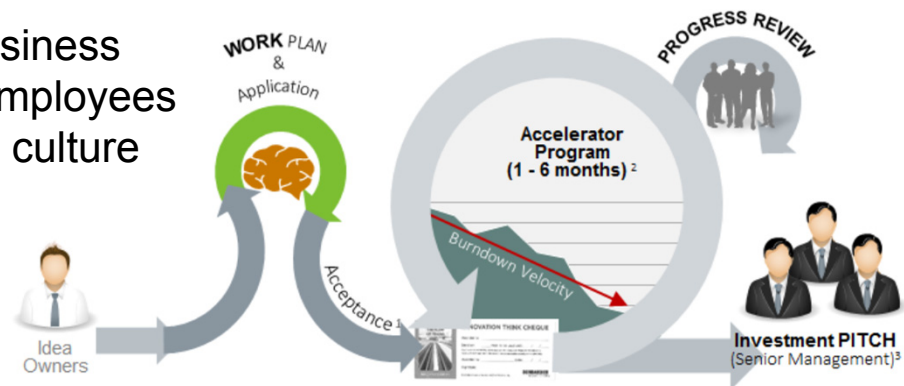 siness
mployees
culture
WORK PLAN
&
Application
PROGRESS REVIEW
Accelerator
Program
(1 - 6 months) 2
Burndown Velocity
Acceptance 1
NOVATION THINK CHEQUE
Idea
Owners
Investment PITCH
(Senior Management)3